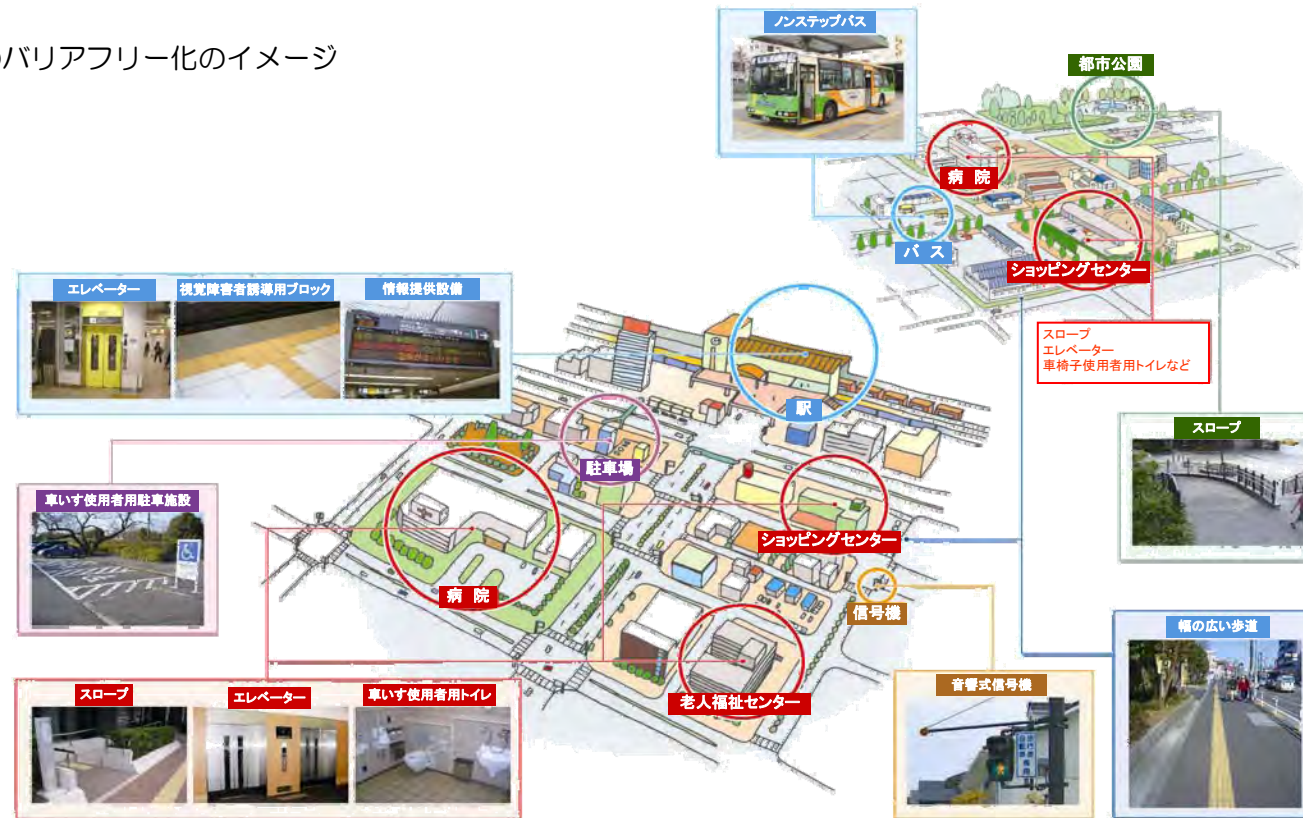 のバリアフリー化のイメージ
ノンステップバス
都市公園
病 院
バ ス
ショッピングセンター
スロープ
エレベーター
車椅子使用者用トイレなど
エレベーター
視覚障害者誘導用ブロック
情報提供設備
駅
駐車場
スロープ
車いす使用者用駐車施設
ショッピングセンター
病 院
信号機
幅の広い歩道
老人福祉センター
音響式信号機
スロープ
エレベーター
車いす使用者用トイレ